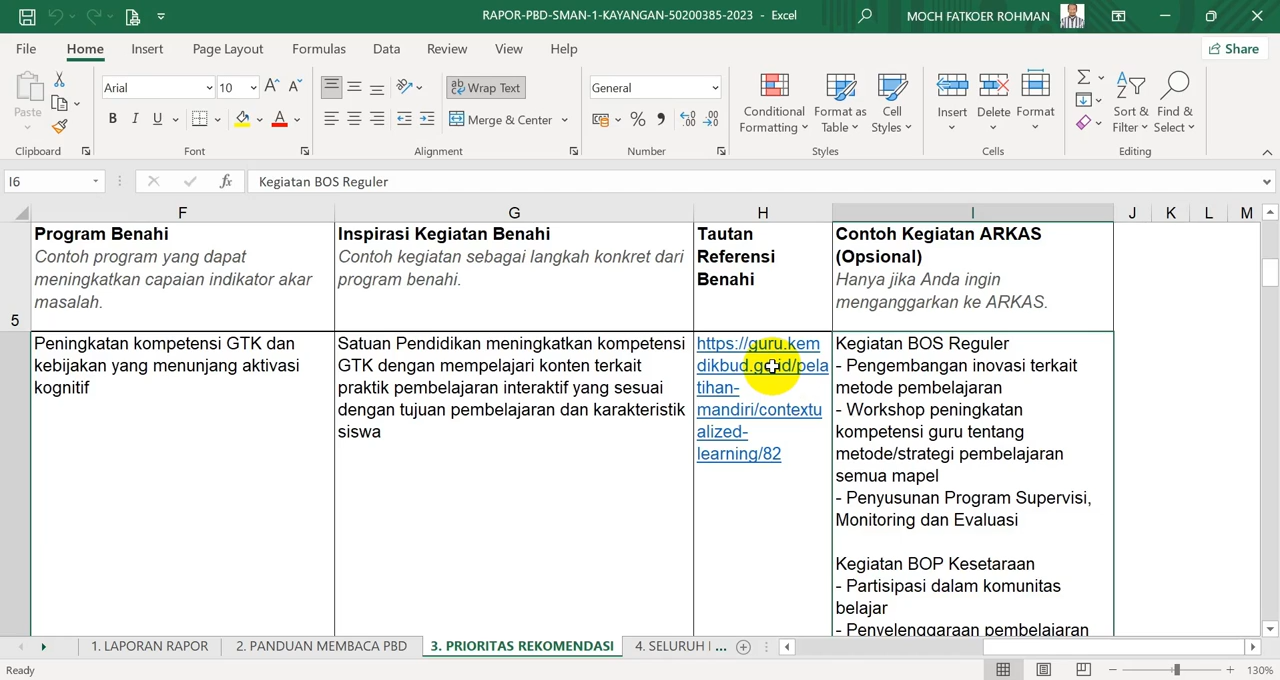 RAPOR-PBD-SMAN-1-KAYANGAN-50200385-2023 - Excel
MOCH FATKOER ROHMAN
File Home Insert Page Layout Formulas Data Review View Help
Share
Paste
Arial
10
Wrap Text
Merge & Center
General
Conditional Formatting
Format as Table
Cell Styles
Insert
Delete
Format
Sort & Filter
Find & Select
Clipboard
Font
Alignment
Number
Styles
Cells
Editing
I6
fx
Kegiatan BOS Reguler
F G H I J K L M
5
Program Benahi
Contoh program yang dapat
meningkatkan capaian indikator akar
masalah.
Inspirasi Kegiatan Benahi
Contoh kegiatan sebagai langkah konkret dari
program benahi.
Tautan
Referensi
Benahi
Contoh Kegiatan ARKAS
(Opsional)
Hanya jika Anda ingin
menganggarkan ke ARKAS.
Peningkatan kompetensi GTK dan
kebijakan yang menunjang aktivasi
kognitif
Satuan Pendidikan meningkatkan kompetensi
GTK dengan mempelajari konten terkait
praktik pembelajaran interaktif yang sesuai
dengan tujuan pembelajaran dan karakteristik
siswa
https://guru.kem
dikbud.go.id/pela
tihan-
mandiri/contextu
alized-
learning/82
Kegiatan BOS Reguler
- Pengembangan inovasi terkait
metode pembelajaran
- Workshop peningkatan
kompetensi guru tentang
metode/strategi pembelajaran
semua mapel
- Penyusunan Program Supervisi,
Monitoring dan Evaluasi
Kegiatan BOP Kesetaraan
- Partisipasi dalam komunitas
belajar
- Penyelenggaraan pembelajaran
1. LAPORAN RAPOR
2. PANDUAN MEMBACA PBD
3. PRIORITAS REKOMENDASI
4. SELURUH
...
Ready
130%